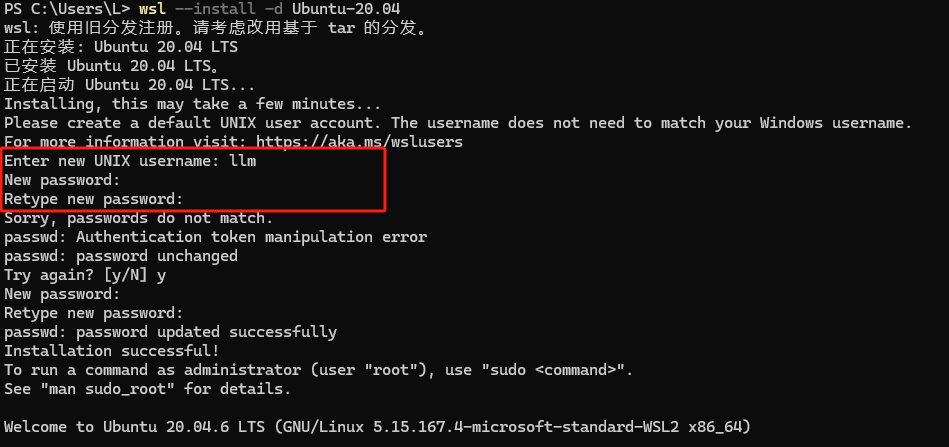 PS C:\Users\L> wsl --install -d Ubuntu-20.04
wsl: 使用旧分发注册。请考虑改用基于 tar 的分发。
正在安装: Ubuntu 20.04 LTS
已安装 Ubuntu 20.04 LTS。
正在启动 Ubuntu 20.04 LTS...
Installing, this may take a few minutes...
Please create a default UNIX user account. The username does not need to match your Windows username.
For more information visit: https://aka.ms/wslusers
Enter new UNIX username: llm
New password:
Retype new password:
Sorry, passwords do not match.
passwd: Authentication token manipulation error
passwd: password unchanged
Try again? [y/N] y
New password:
Retype new password:
passwd: password updated successfully
Installation successful!
To run a command as administrator (user "root"), use "sudo <command>".
See "man sudo_root" for details.
Welcome to Ubuntu 20.04.6 LTS (GNU/Linux 5.15.167.4-microsoft-standard-WSL2 x86_64)